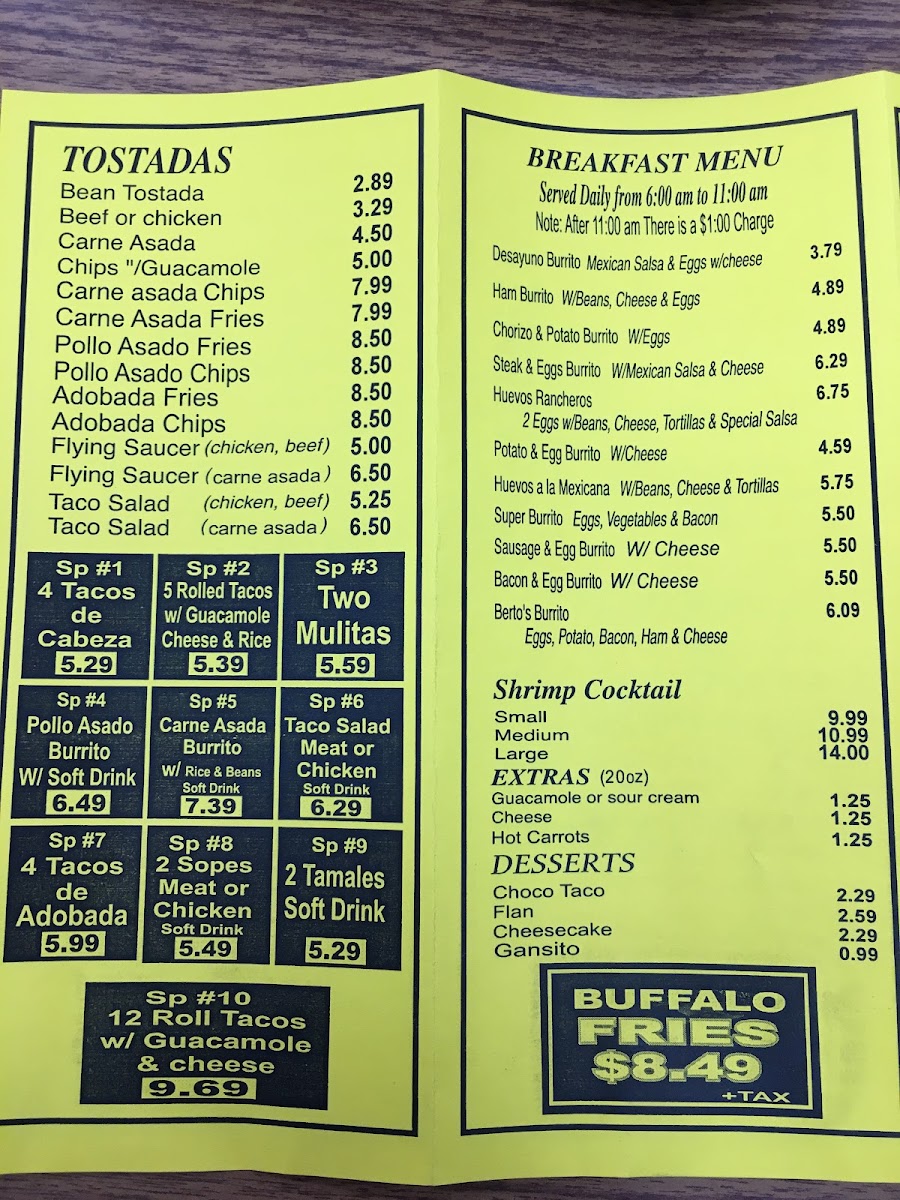 TOSTADAS
Bean Tostada 2.89
Beef or chicken 3.29
Carne Asada 4.50
Chips "/Guacamole 5.00
Carne asada Chips 7.99
Carne Asada Fries 7.99
Pollo Asado Fries 8.50
Pollo Asado Chips 8.50
Adobada Fries 8.50
Adobada Chips 8.50
Flying Saucer (chicken, beef) 5.00
Flying Saucer (carne asada) 6.50
Taco Salad (chicken, beef) 5.25
Taco Salad (carne asada) 6.50
Sp #1
4 Tacos
de
Cabeza
5.29
Sp #2
5 Rolled Tacos
w/ Guacamole
Cheese & Rice
5.39
Sp #3
Two
Mulitas
5.59
Sp #4
Pollo Asado
Burrito
W/ Soft Drink
6.49
Sp #5
Carne Asada
Burrito
w/ Rice & Beans
Soft Drink
7.39
Sp #6
Taco Salad
Meat or
Chicken
Soft Drink
6.29
Sp #7
4 Tacos
de
Adobada
5.99
Sp #8
2 Sopes
Meat or
Chicken
Soft Drink
5.49
Sp #9
2 Tamales
Soft Drink
5.29
Sp #10
12 Roll Tacos
w/ Guacamole
& cheese
9.69
BREAKFAST MENU
Served Daily from 6:00 am to 11:00 am
Note: After 11:00 am There is a $1:00 Charge
Desayuno Burrito Mexican Salsa & Eggs w/cheese 3.79
Ham Burrito W/Beans, Cheese & Eggs 4.89
Chorizo & Potato Burrito W/Eggs 4.89
Steak & Eggs Burrito W/Mexican Salsa & Cheese 6.29
Huevos Rancheros 6.75
2 Eggs w/Beans, Cheese, Tortillas & Special Salsa
Potato & Egg Burrito W/Cheese 4.59
Huevos a la Mexicana W/Beans, Cheese & Tortillas 5.75
Super Burrito Eggs, Vegetables & Bacon 5.50
Sausage & Egg Burrito W/ Cheese 5.50
Bacon & Egg Burrito W/ Cheese 5.50
Berto's Burrito 6.09
Eggs, Potato, Bacon, Ham & Cheese
Shrimp Cocktail
Small 9.99
Medium 10.99
Large 14.00
EXTRAS (20oz)
Guacamole or sour cream 1.25
Cheese 1.25
Hot Carrots 1.25
DESSERTS
Choco Taco 2.29
Flan 2.59
Cheesecake 2.29
Gansito 0.99
BUFFALO
FRIES
$8.49
+TAX